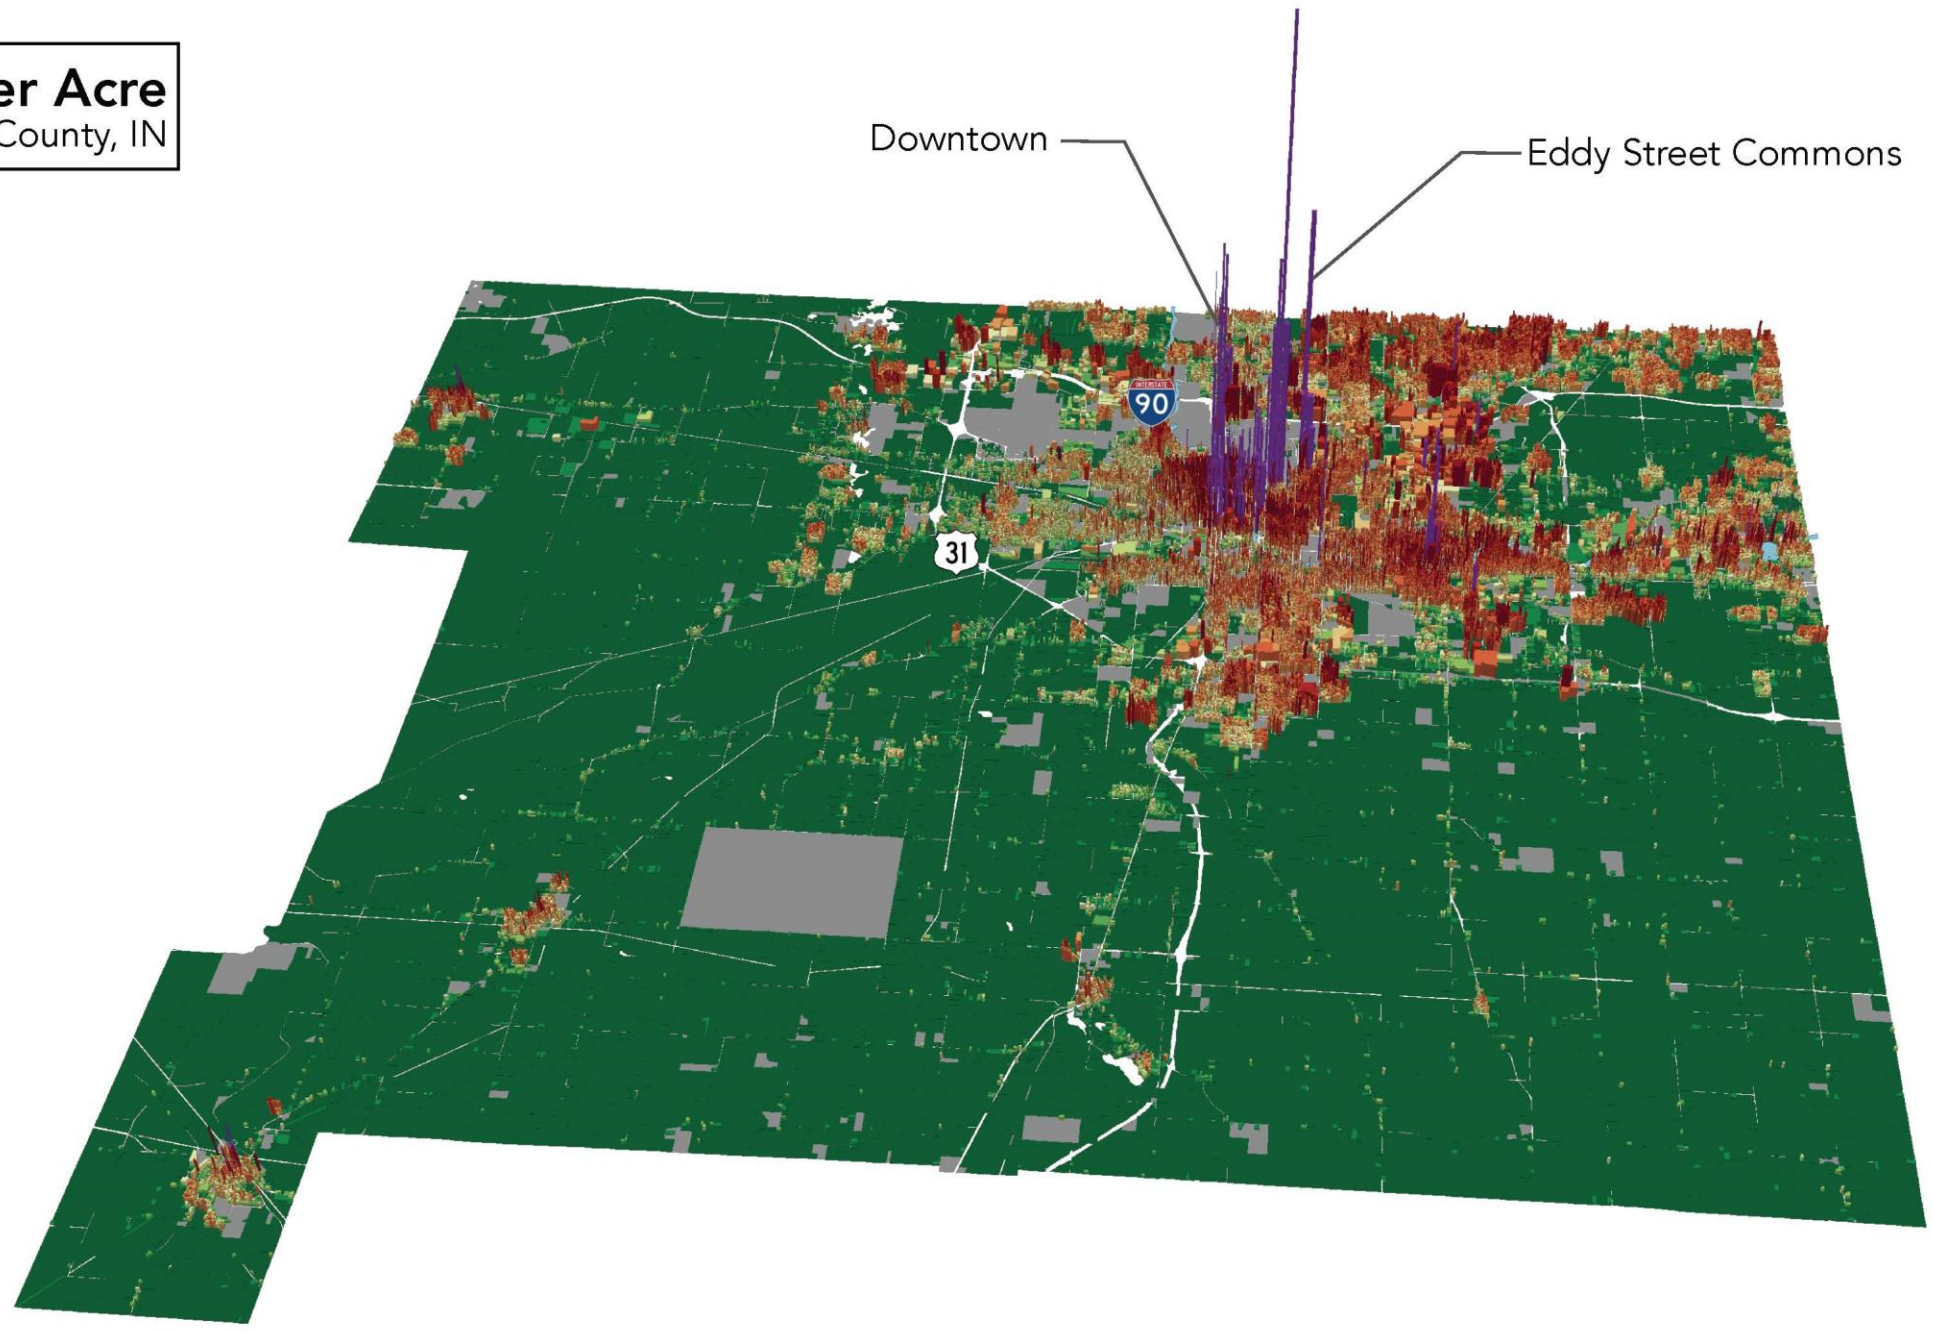 er Acre
County, IN
Downtown
Eddy Street Commons
INTERSTATE
90
31